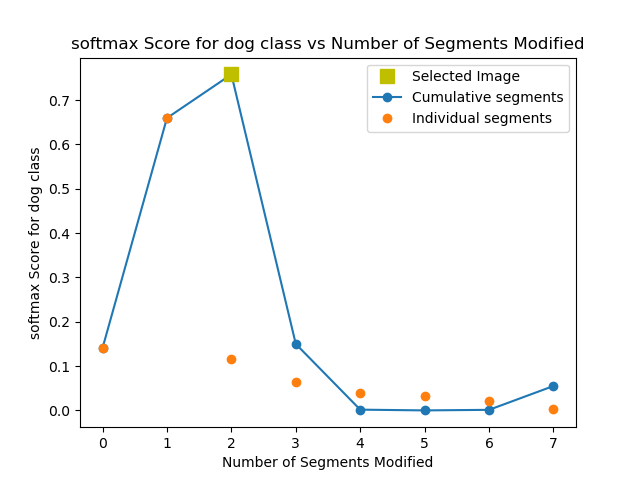 softmax Score for dog class vs Number of Segments Modified
Selected Image
Cumulative segments
Individual segments
softmax Score for dog class
0.7
0.6
0.5
0.4
0.3
0.2
0.1
0.0
0 1 2 3 4 5 6 7
Number of Segments Modified